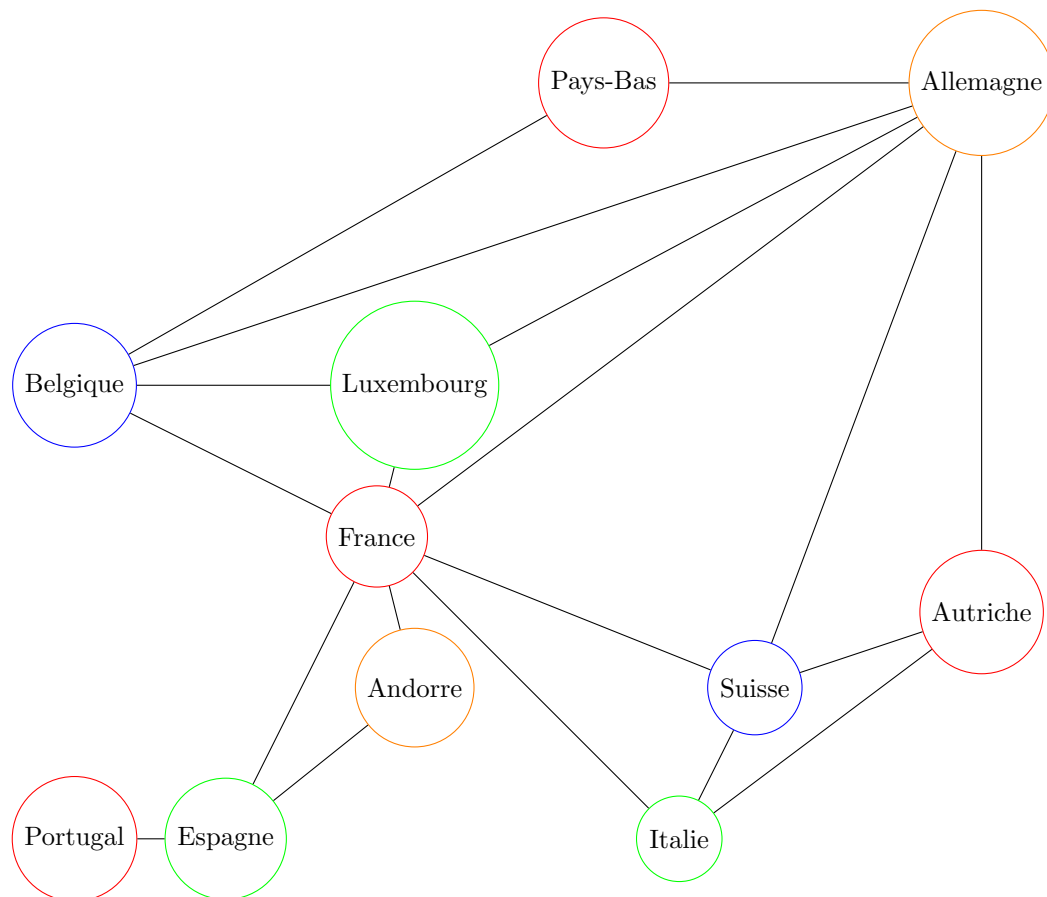 Pays-Bas
Allemagne
Belgique
Luxembourg
France
Autriche
Andorre
Suisse
Portugal
Espagne
Italie